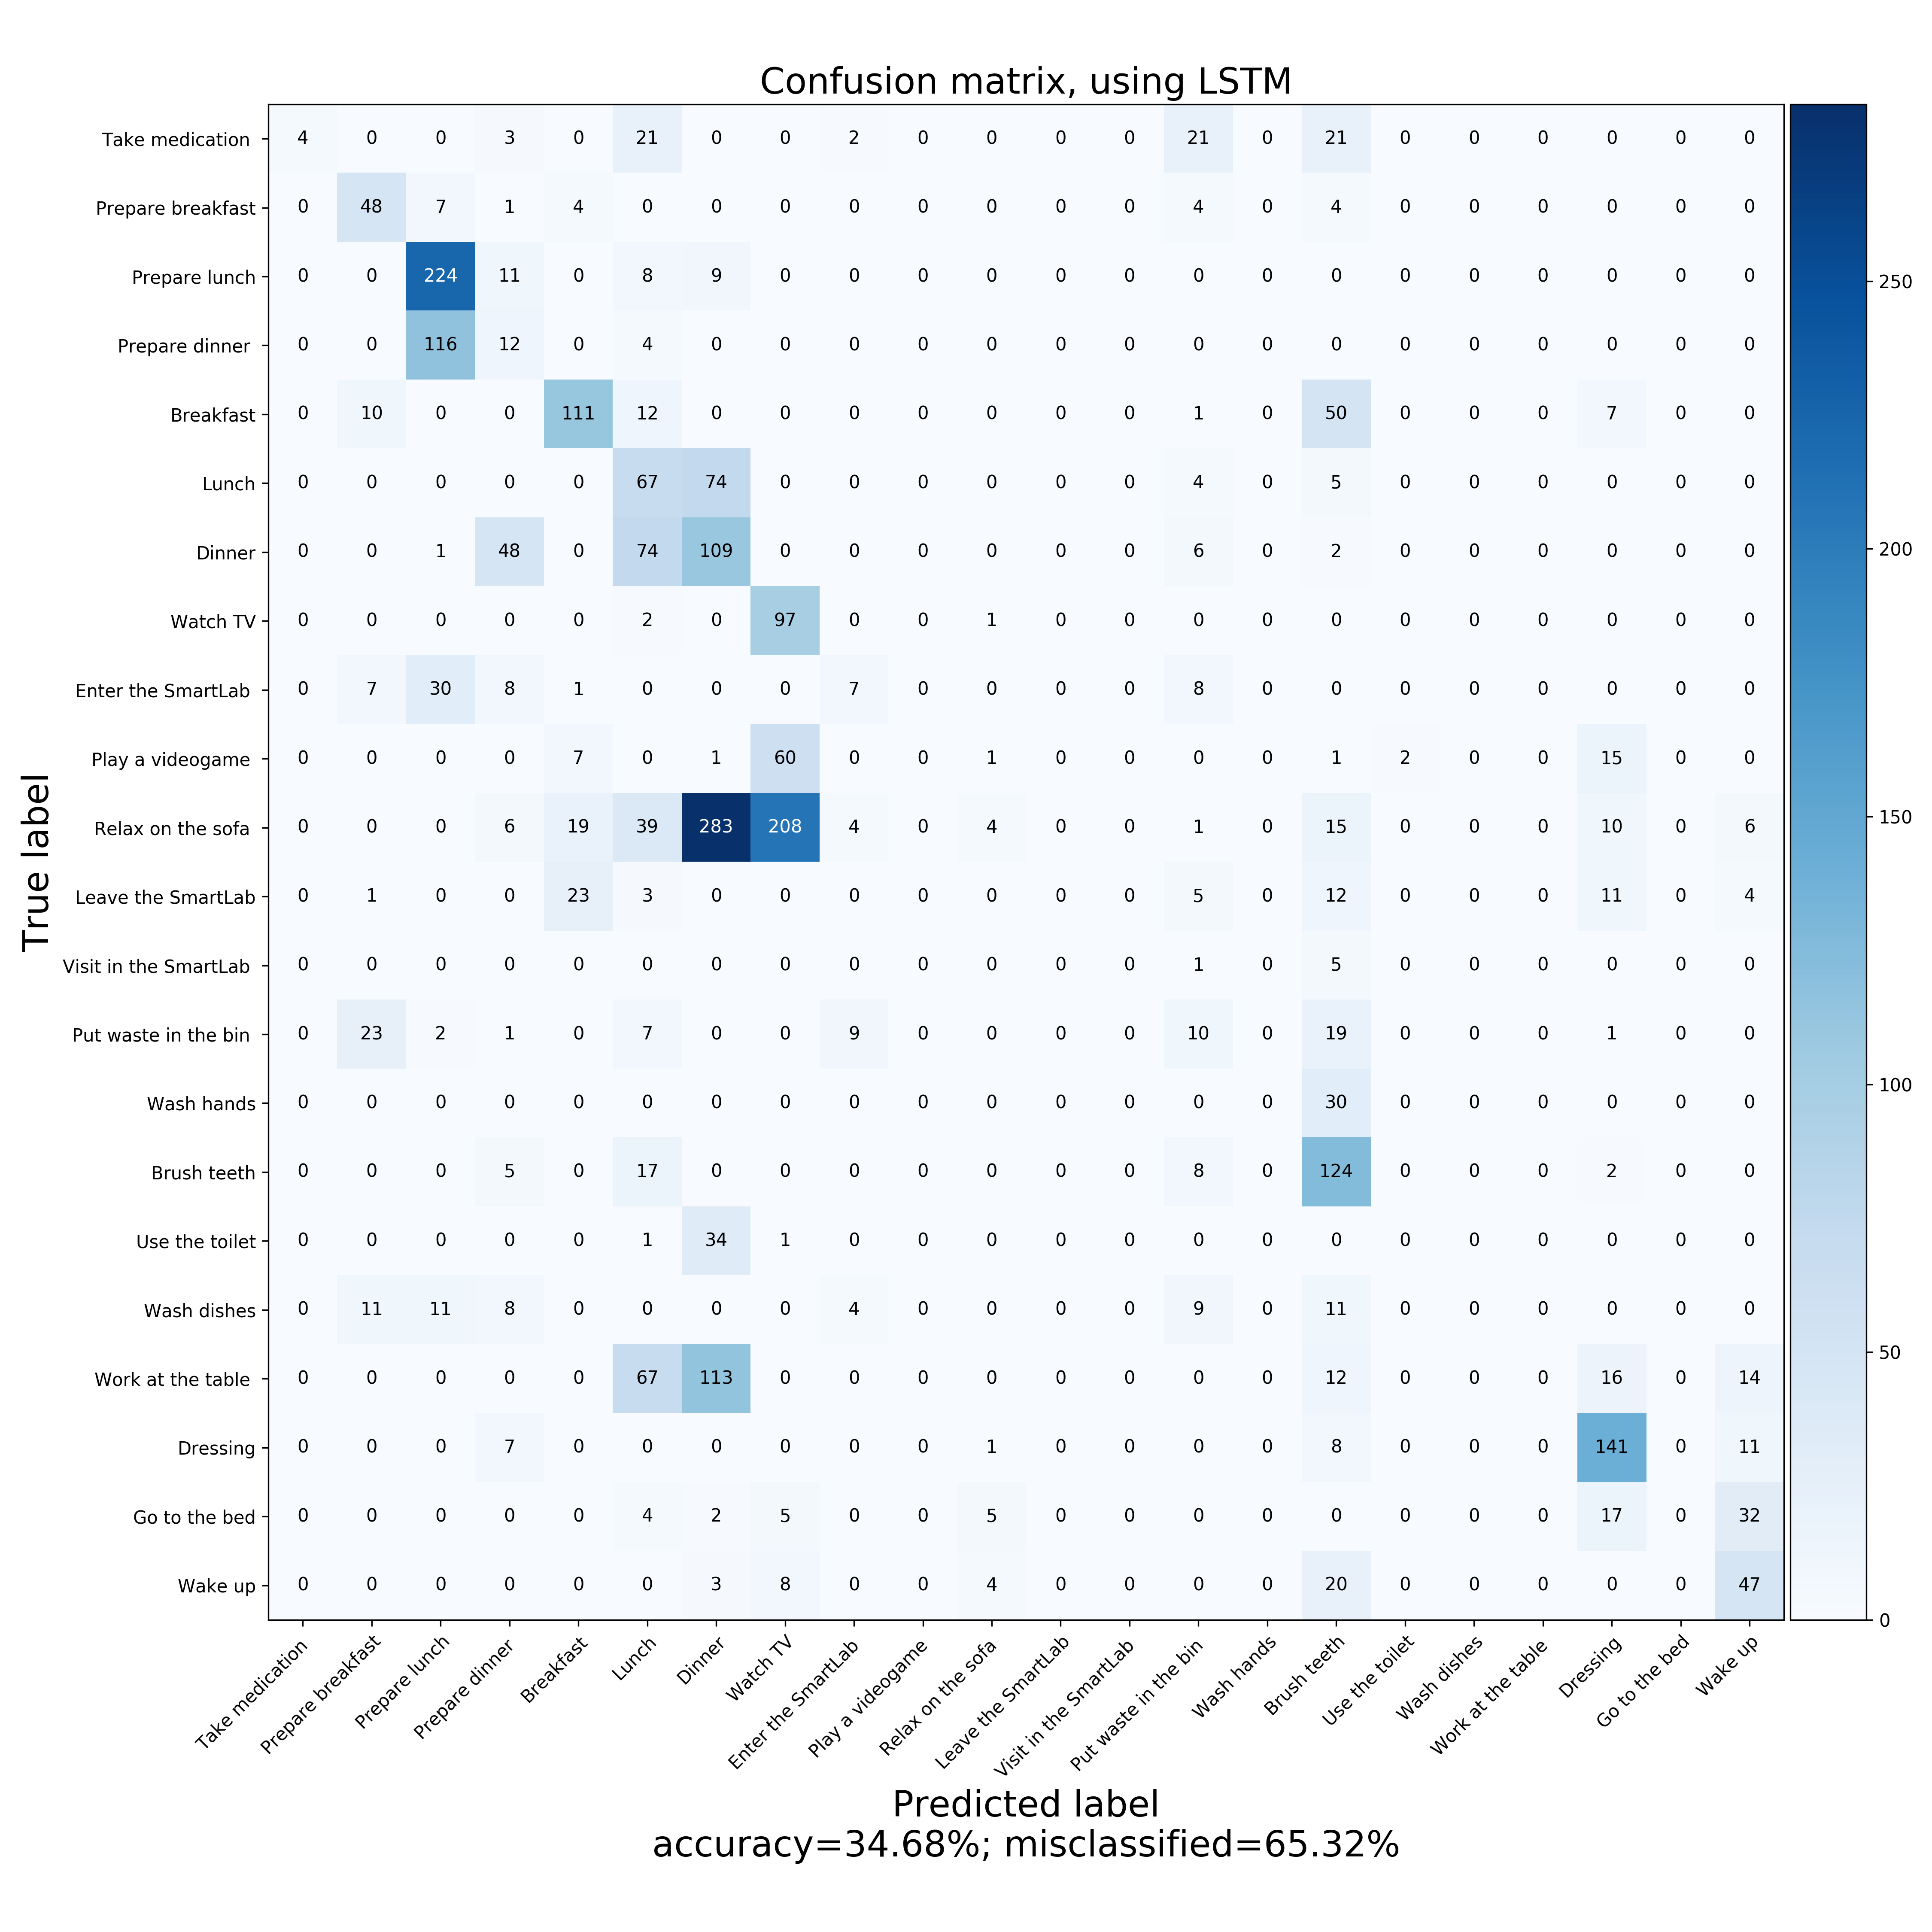 Confusion matrix, using LSTM
Take medication 4 0 0 3 0 21 0 0 2 0 0 0 0 21 0 21 0 0 0 0 0 0
Prepare breakfast 0 48 7 1 4 0 0 0 0 0 0 0 0 4 0 4 0 0 0 0 0 0
Prepare lunch 0 0 224 11 0 8 9 0 0 0 0 0 0 0 0 0 0 0 0 0 0 0
250
Prepare dinner 0 0 116 12 0 4 0 0 0 0 0 0 0 0 0 0 0 0 0 0 0 0
Breakfast 0 10 0 0 111 12 0 0 0 0 0 0 0 1 0 50 0 0 0 7 0 0
Lunch 0 0 0 0 0 67 74 0 0 0 0 0 0 4 0 5 0 0 0 0 0 0
Dinner 0 0 1 48 0 74 109 0 0 0 0 0 0 6 0 2 0 0 0 0 0 0
200
Watch TV 0 0 0 0 0 2 0 97 0 0 1 0 0 0 0 0 0 0 0 0 0 0
Enter the SmartLab 0 7 30 8 1 0 0 0 7 0 0 0 0 8 0 0 0 0 0 0 0 0
Play a videogame 0 0 0 0 7 0 1 60 0 0 1 0 0 0 0 1 2 0 0 15 0 0
150
Relax on the sofa 0 0 0 6 19 39 283 208 4 0 4 0 0 1 0 15 0 0 0 10 0 6
Leave the SmartLab 0 1 0 0 23 3 0 0 0 0 0 0 0 5 0 12 0 0 0 11 0 4
Visit in the SmartLab 0 0 0 0 0 0 0 0 0 0 0 0 0 1 0 5 0 0 0 0 0 0
Put waste in the bin 0 23 2 1 0 7 0 0 9 0 0 0 0 10 0 19 0 0 0 1 0 0
100
Wash hands 0 0 0 0 0 0 0 0 0 0 0 0 0 0 0 30 0 0 0 0 0 0
Brush teeth 0 0 0 5 0 17 0 0 0 0 0 0 0 8 0 124 0 0 0 2 0 0
Use the toilet 0 0 0 0 0 1 34 1 0 0 0 0 0 0 0 0 0 0 0 0 0 0
Wash dishes 0 11 11 8 0 0 0 0 4 0 0 0 0 9 0 11 0 0 0 0 0 0
50
Work at the table 0 0 0 0 0 67 113 0 0 0 0 0 0 0 0 12 0 0 0 16 0 14
Dressing 0 0 0 7 0 0 0 0 0 0 1 0 0 0 0 8 0 0 0 141 0 11
Go to the bed 0 0 0 0 0 4 2 5 0 0 5 0 0 0 0 0 0 0 0 17 0 32
Wake up 0 0 0 0 0 0 3 8 0 0 4 0 0 0 0 20 0 0 0 0 0 47
0
True label
Take medication
Prepare breakfast
Prepare lunch
Prepare dinner
Breakfast
Lunch
Dinner
Watch TV
Enter the SmartLab
Play a videogame
Relax on the sofa
Leave the SmartLab
Visit in the SmartLab
Put waste in the bin
Wash hands
Brush teeth
Use the toilet
Wash dishes
Work at the table
Dressing
Go to the bed
Wake up
Predicted label
accuracy=34.68%; misclassified=65.32%